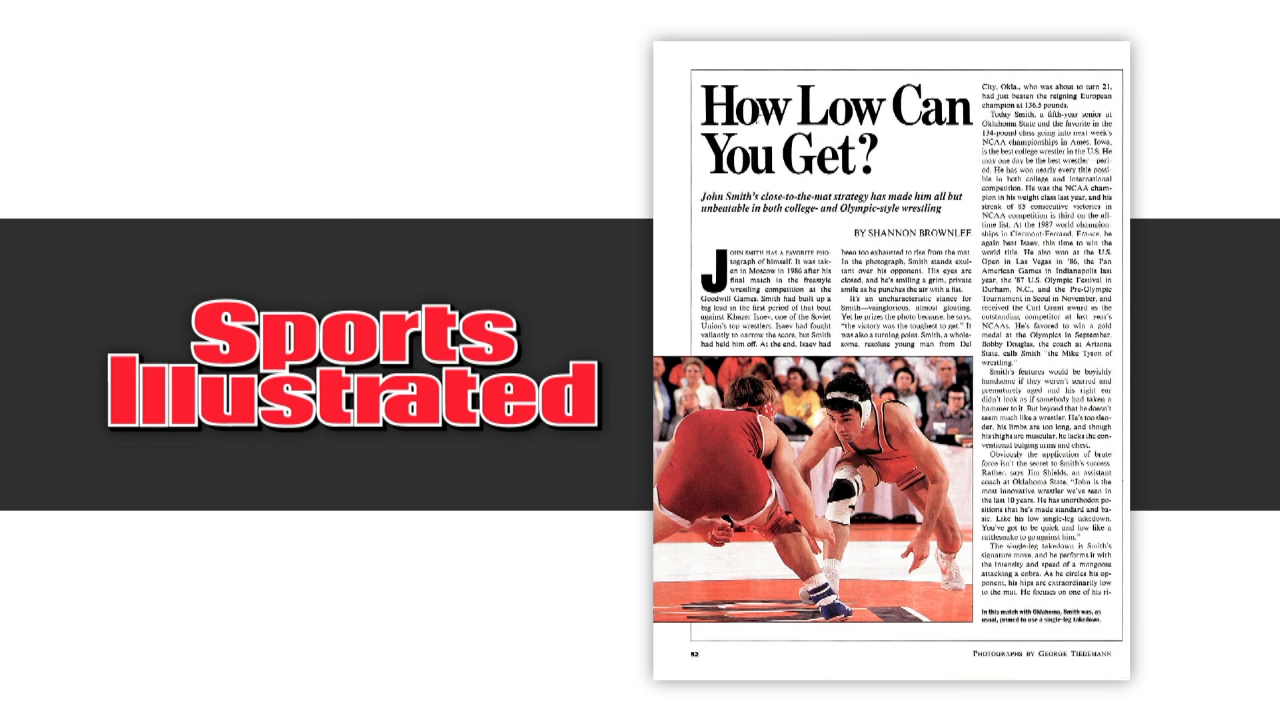 Sports
Illustrated
How Low Can
You Get?
John Smith's close-to-the-mat strategy has made him all but
unbeatable in both college- and Olympic-style wrestling
BY SHANNON BROWNLEE
JOHN SMITH HAS A FAVORITE PHO-
tograph of himself. It was tak-
en in Moscow in 1986 after his
final match in the freestyle
wrestling competition at the
Goodwill Games. Smith had built up a
big lead in the first period of that bout
against Khazer Isaev, one of the Soviet
Union's top wrestlers. Isaev had fought
valiantly to narrow the score, but Smith
had held him off. At the end, Isaev had
been too exhausted to rise from the mat.
In the photograph, Smith stands exul-
tant over his opponent. His eyes are
closed, and he's smiling a grim, private
smile as he punches the air with a fist.
It's an uncharacteristic stance for
Smith—vainglorious, almost gloating.
Yet he prizes the photo because, he says,
"the victory was the toughest to get." It
was also a turning point. Smith, a whole-
some, resolute young man from Del
City, Okla., who was about to turn 21,
had just beaten the reigning European
champion at 136.5 pounds.
Today Smith, a fifth-year senior at
Oklahoma State and the favorite in the
134-pound class going into next week's
NCAA championships in Ames, Iowa,
is the best college wrestler in the U.S. He
may one day be the best wrestler—peri-
od. He has won nearly every title possi-
ble in both college and international
competition. He was the NCAA cham-
pion in his weight class last year, and his
streak of 85 consecutive victories in
NCAA competition is third on the all-
time list. At the 1987 world champion-
ships in Clermont-Ferrand, France, he
again beat Isaev, this time to win the
world title. He also won at the U.S.
Open in Las Vegas in '86, the Pan
American Games in Indianapolis last
year, the '87 U.S. Olympic Festival in
Durham, N.C., and the Pre-Olympic
Tournament in Seoul in November, and
received the Curl Grant award as the
outstanding competitor at last year's
NCAAs. He's favored to win a gold
medal at the Olympics in September.
Bobby Douglas, the coach at Arizona
State, calls Smith "the Mike Tyson of
wrestling."
Smith's features would be boyishly
handsome if they weren't scarred and
prematurely aged and his right ear
didn't look as if somebody had taken a
hammer to it. But beyond that he doesn't
seem much like a wrestler. He's too slen-
der, his limbs are too long, and though
his thighs are muscular, he lacks the con-
ventional bulging arms and chest.
Obviously the application of brute
force isn't the secret to Smith's success.
Rather, says Jim Shields, an assistant
coach at Oklahoma State, "John is the
most innovative wrestler we've seen in
the last 10 years. He has unorthodox po-
sitions that he's made standard and ba-
sic. Like his low single-leg takedown.
You've got to be quick and low like a
rattlesnake to go against him."
The single-leg takedown is Smith's
signature move, and he performs it with
the intensity and speed of a mongoose
attacking a cobra. As he circles his op-
ponent, his hips are extraordinarily low
to the mat. He focuses on one of his ri-
In this match with Oklahoma, Smith was, as
usual, primed to use a single-leg takedown.
52
PHOTOGRAPHS BY GEORGE TIEDEMANN